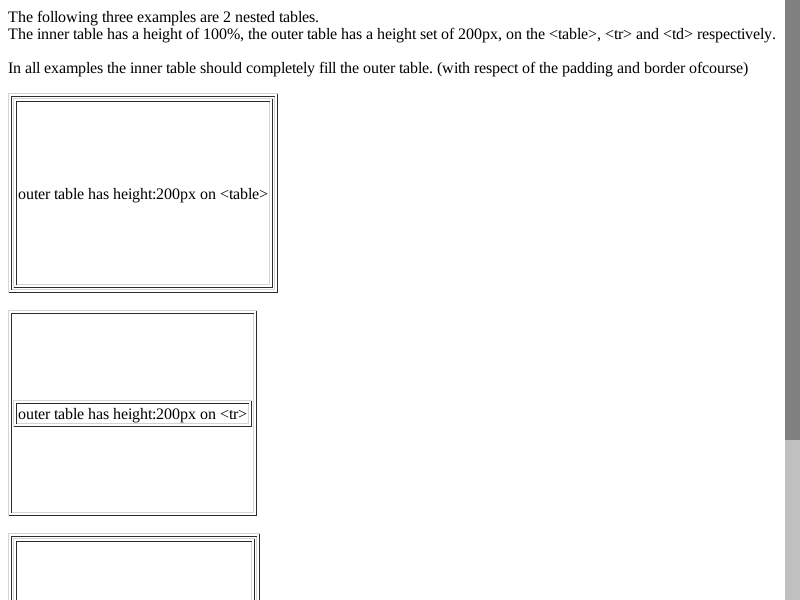 The following three examples are 2 nested tables.
The inner table has a height of 100%, the outer table has a height set of 200px, on the <table>, <tr> and <td> respectively.
In all examples the inner table should completely fill the outer table. (with respect of the padding and border ofcourse)
outer table has height:200px on <table>
outer table has height:200px on <tr>